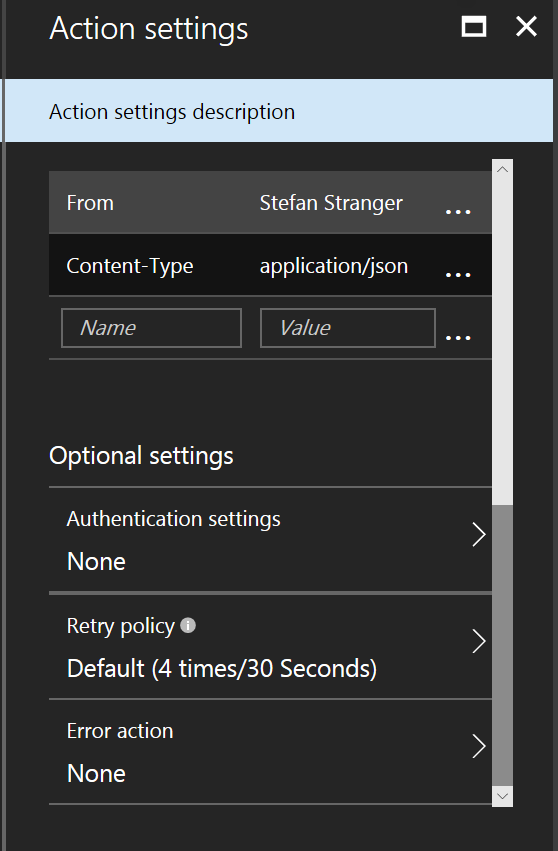 Action settings
Action settings description
From Stefan Stranger ...
Content-Type application/json ...
Name Value ...
Optional settings
Authentication settings
None
Retry policy
Default (4 times/30 Seconds)
Error action
None